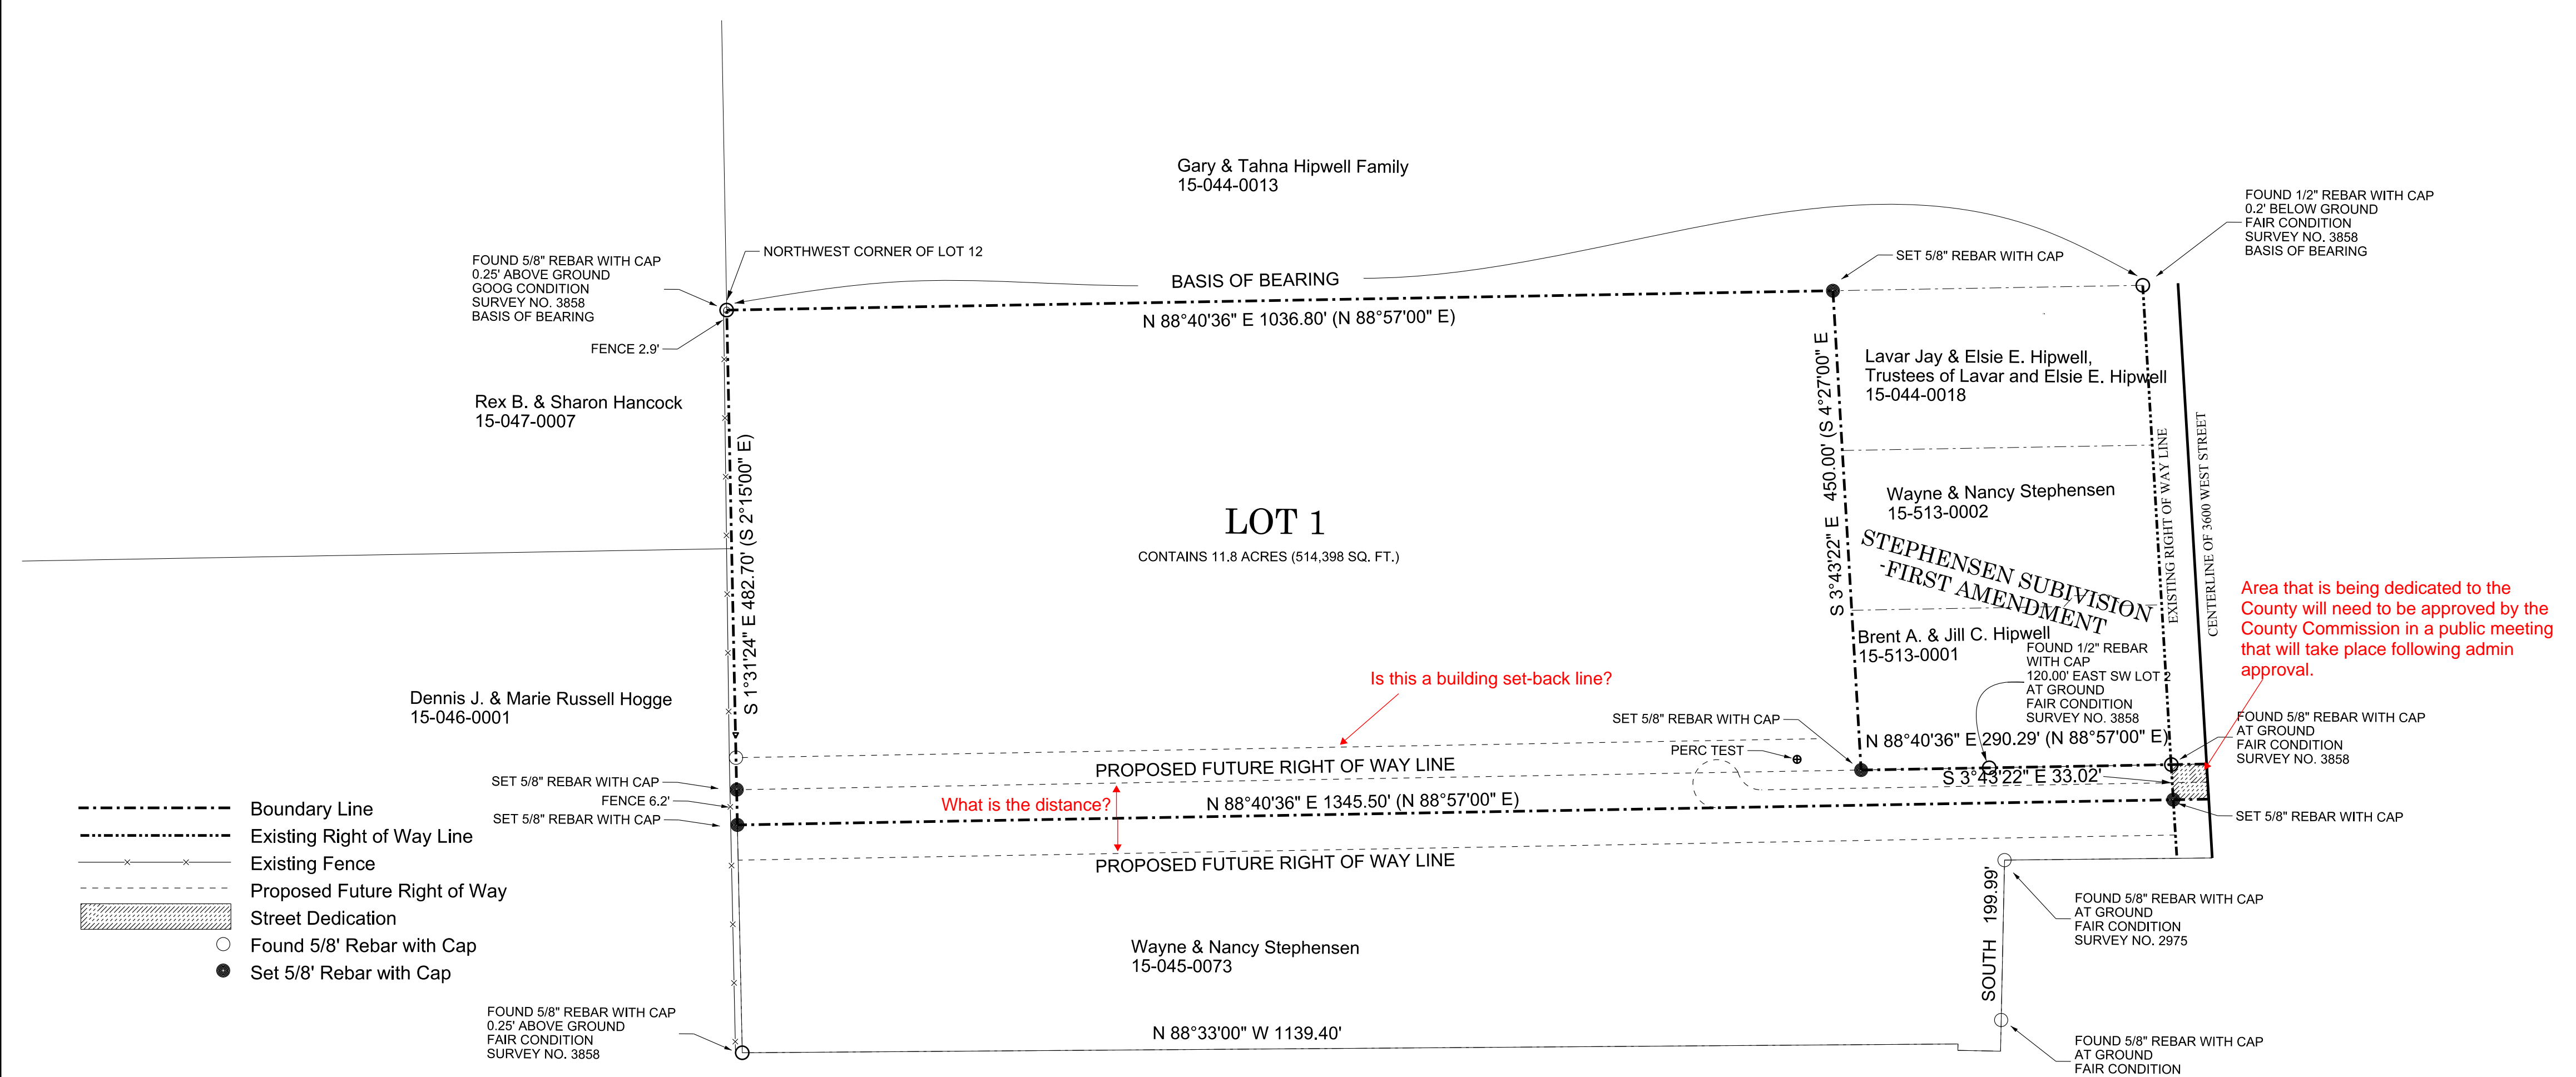 Gary & Tahna Hipwell Family
15-044-0013
FOUND 1/2" REBAR WITH CAP
0.2' BELOW GROUND
FAIR CONDITION
SURVEY NO. 3858
BASIS OF BEARING
NORTHWEST CORNER OF LOT 12
FOUND 5/8" REBAR WITH CAP
0.25' ABOVE GROUND
GOOG CONDITION
SURVEY NO. 3858
BASIS OF BEARING
BASIS OF BEARING
SET 5/8" REBAR WITH CAP
N 88°40'36" E 1036.80' (N 88°57'00" E)
FENCE 2.9'
Rex B. & Sharon Hancock
15-047-0007
S 1°31'24" E 482.70' (S 2°15'00" E)
S 3°43'22" E 450.00' (S 4°27'00" E
Lavar Jay & Elsie E. Hipwell,
Trustees of Lavar and Elsie E. Hipwell
15-044-0018
EXISTING RIGHT OF WAY LINE
CENTERLINE OF 3600 WEST STREET
Wayne & Nancy Stephensen
15-513-0002
LOT 1
CONTAINS 11.8 ACRES (514,398 SQ. FT.)
STEPHENSEN SUBIVISION
-FIRST AMENDMENT
Area that is being dedicated to the
County will need to be approved by the
County Commission in a public meeting
that will take place following admin
approval.
Brent A. & Jill C. Hipwell
15-513-0001
FOUND 1/2" REBAR
WITH CAP
120.00' EAST SW LOT 2
AT GROUND
FAIR CONDITION
SURVEY NO. 3858
Is this a building set-back line?
Dennis J. & Marie Russell Hogge
15-046-0001
SET 5/8" REBAR WITH CAP
FOUND 5/8" REBAR WITH CAP
AT GROUND
FAIR CONDITION
SURVEY NO. 3858
N 88°40'36" E 290.29' (N 88°57'00" E)
PERC TEST
PROPOSED FUTURE RIGHT OF WAY LINE
S 3°43'22" E 33.02'
SET 5/8" REBAR WITH CAP
FENCE 6.2'
SET 5/8" REBAR WITH CAP
What is the distance?
N 88°40'36" E 1345.50' (N 88°57'00" E)
SET 5/8" REBAR WITH CAP
PROPOSED FUTURE RIGHT OF WAY LINE
Boundary Line
Existing Right of Way Line
Existing Fence
Proposed Future Right of Way
Street Dedication
Found 5/8' Rebar with Cap
Set 5/8' Rebar with Cap
SOUTH 199.99'
FOUND 5/8" REBAR WITH CAP
AT GROUND
FAIR CONDITION
SURVEY NO. 2975
Wayne & Nancy Stephensen
15-045-0073
FOUND 5/8" REBAR WITH CAP
0.25' ABOVE GROUND
FAIR CONDITION
SURVEY NO. 3858
N 88°33'00" W 1139.40'
FOUND 5/8" REBAR WITH CAP
AT GROUND
FAIR CONDITION